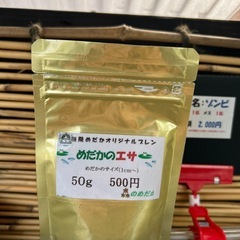 めだかオリジナルブレン
めだかのエサ
めだかのサイズ(1cm〜)
50g 500円
のめだか
名:ゾンビ
2,000円